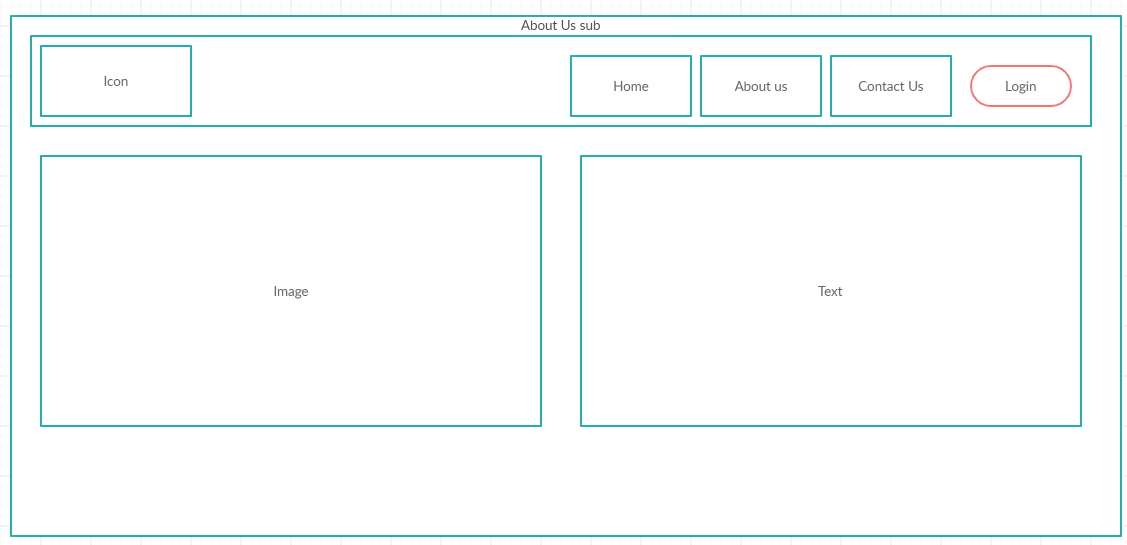 About Us sub
Icon
Home
About us
Contact Us
Login
Image
Text